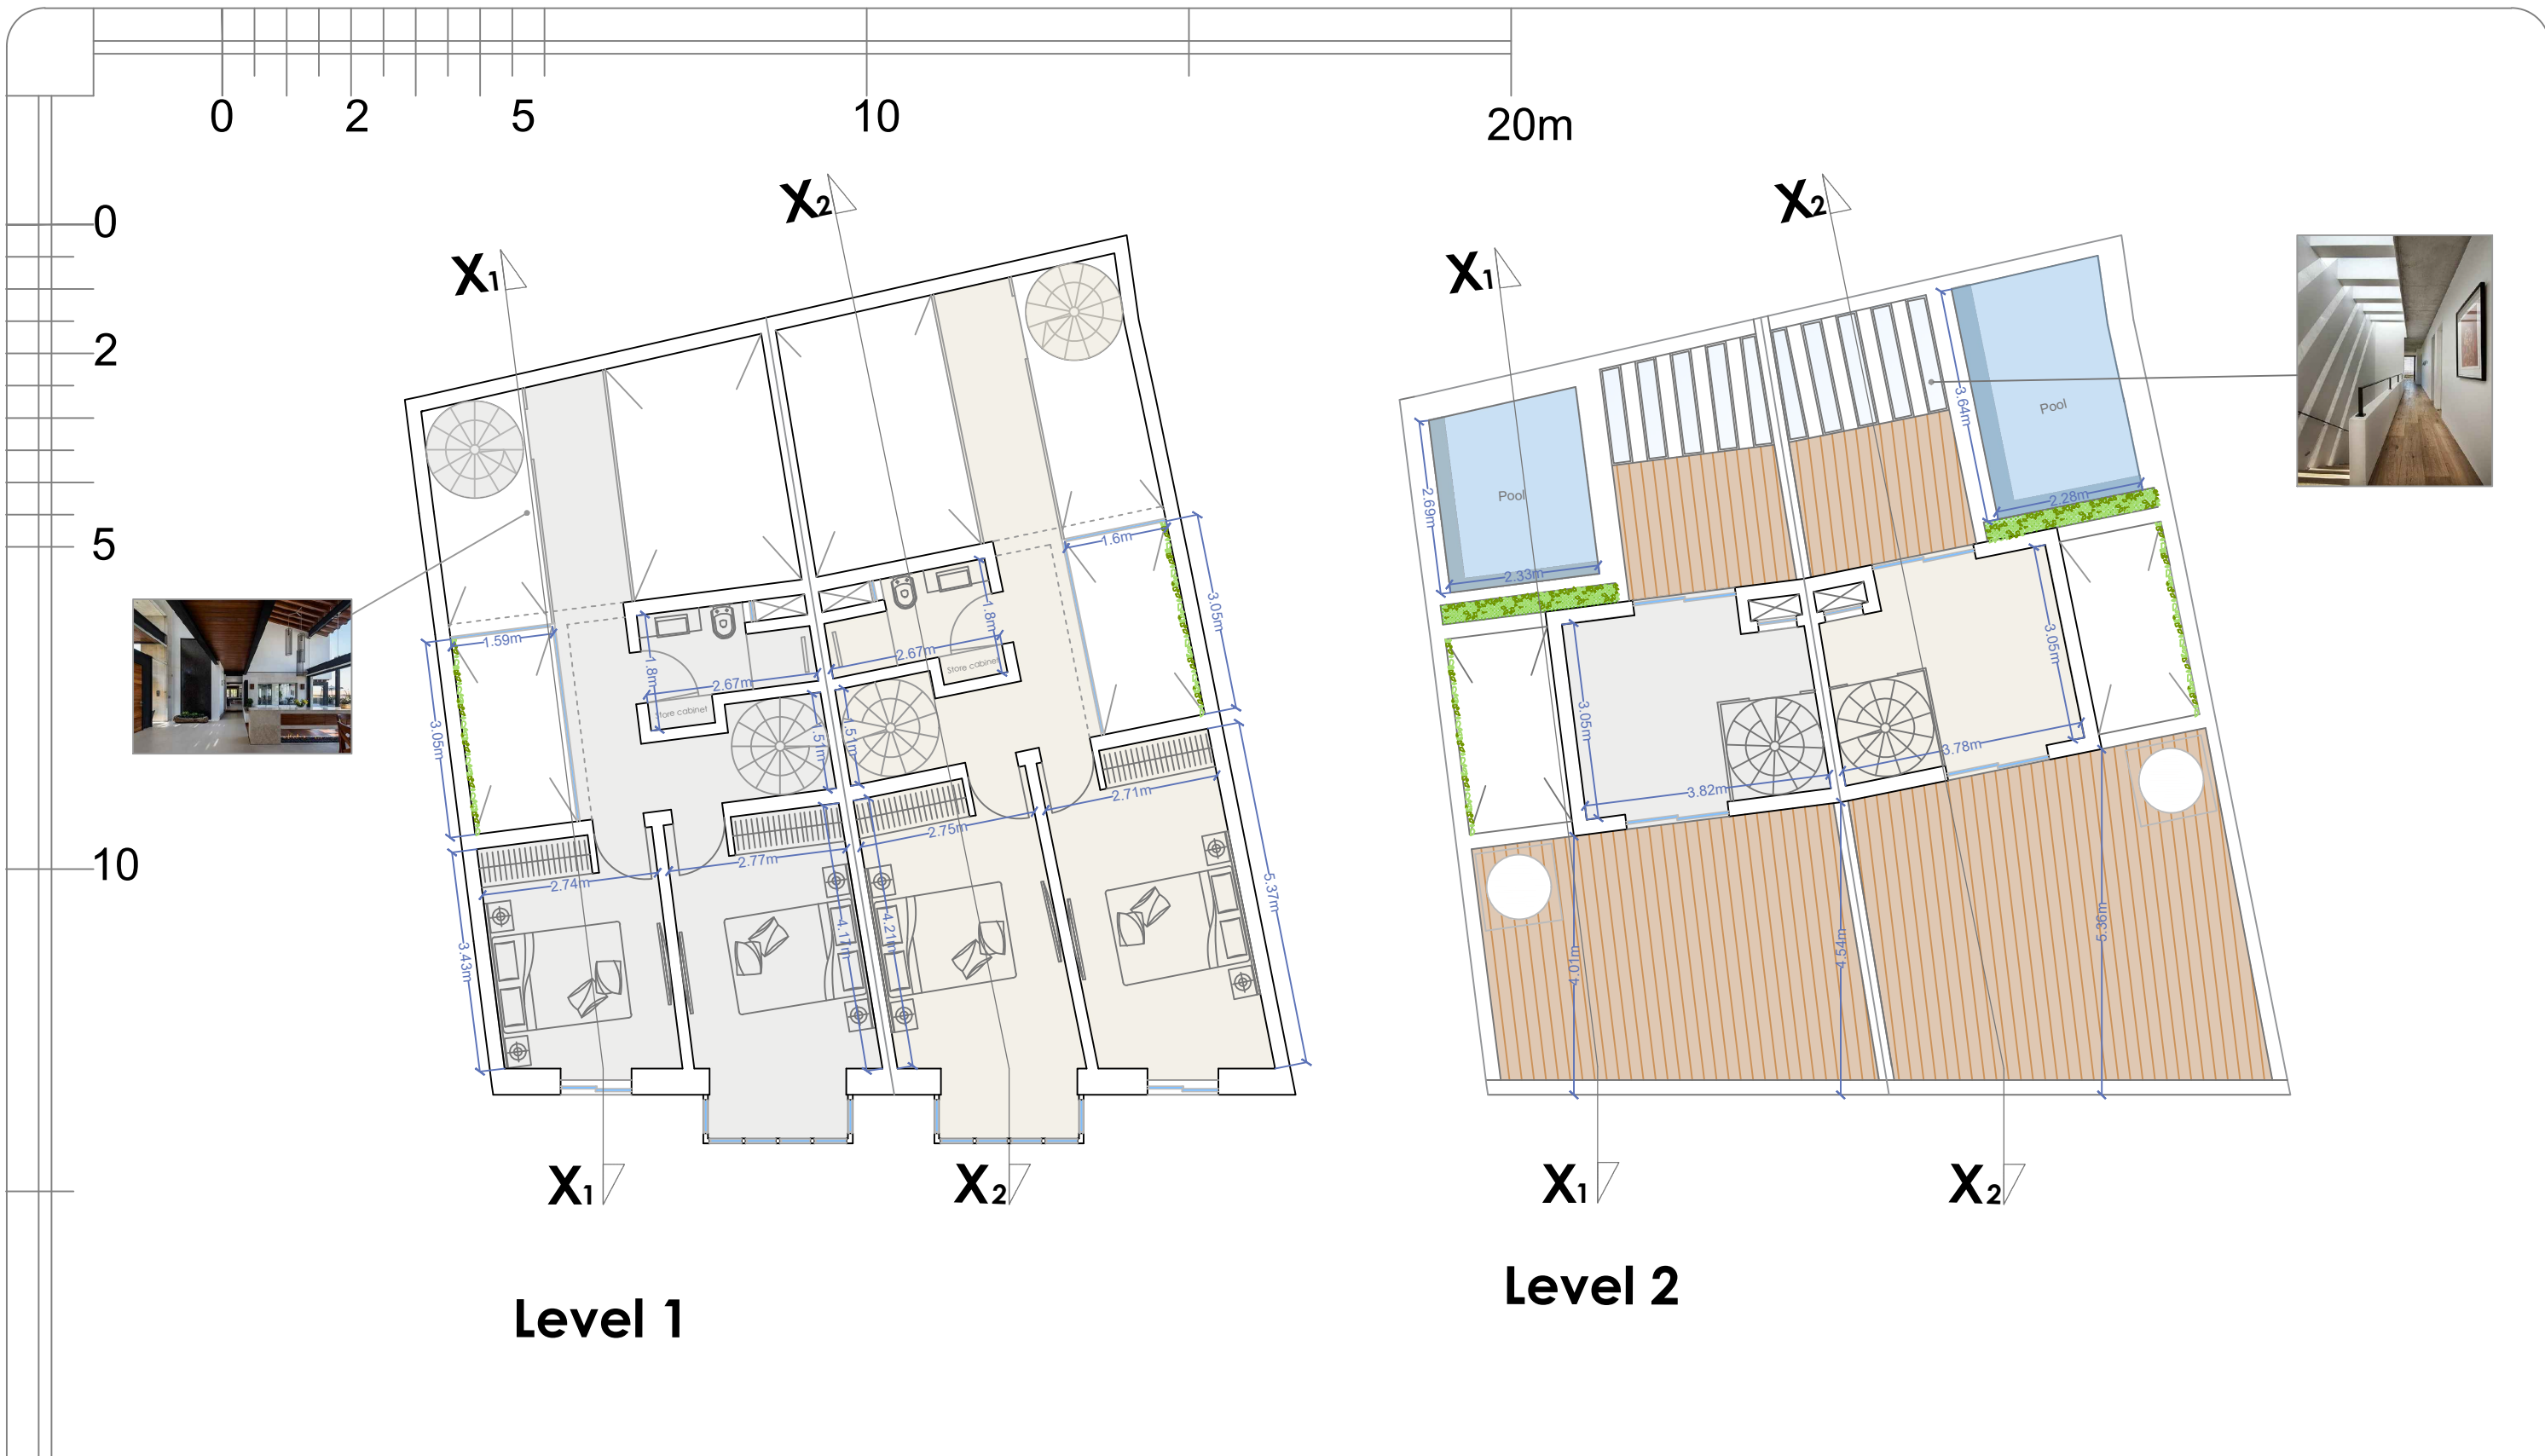 0
2
5
10
20m
0
2
5
10
X1
X2
X1
X2
1.59m
3.05m
1.8m
2.67m
Store cabinet
1.51m
2.74m
2.77m
3.43m
4.17m
1.6m
3.05m
1.8m
2.67m
Store cabinet
1.51m
2.75m
2.71m
4.21m
5.37m
X1
X2
Level 1
Pool
2.69m
2.33m
Pool
3.64m
2.28m
3.05m
3.82m
3.05m
3.78m
4.01m
4.54m
5.36m
X1
X2
Level 2